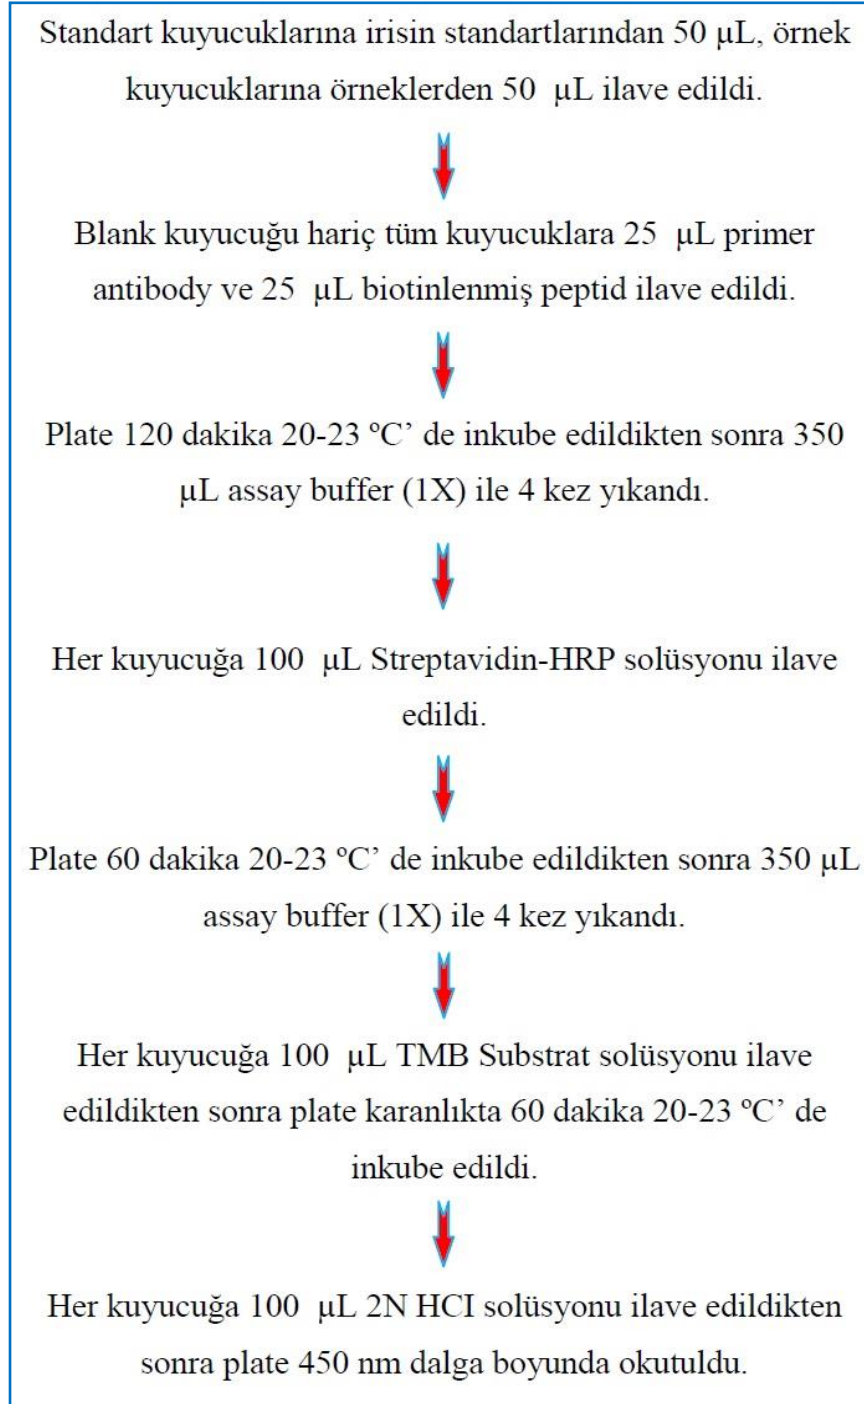 Standart kuyucuklarına irisin standartlarından 50 µL, örnek
kuyucuklarına örneklerden 50 µL ilave edildi.
Blank kuyucuğu hariç tüm kuyucuklara 25 µL primer
antibody ve 25 µL biotinlenmiş peptid ilave edildi.
Plate 120 dakika 20-23 ºC’ de inkube edildikten sonra 350
µL assay buffer (1X) ile 4 kez yıkandı.
Her kuyucuğa 100 µL Streptavidin-HRP solüsyonu ilave
edildi.
Plate 60 dakika 20-23 ºC’ de inkube edildikten sonra 350 µL
assay buffer (1X) ile 4 kez yıkandı.
Her kuyucuğa 100 µL TMB Substrat solüsyonu ilave
edildikten sonra plate karanlıkta 60 dakika 20-23 ºC’ de
inkube edildi.
Her kuyucuğa 100 µL 2N HCI solüsyonu ilave edildikten
sonra plate 450 nm dalga boyunda okutuldu.